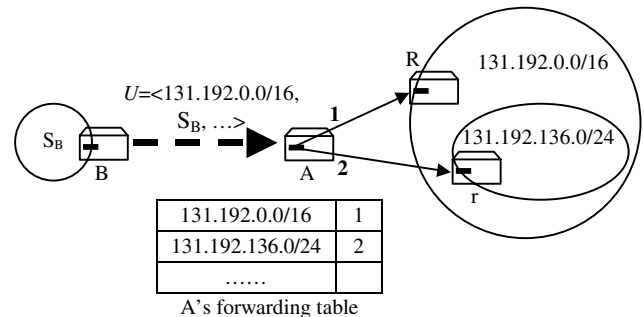 R
131.192.0.0/16
U=<131.192.0.0/16,
S_B, …>
1
131.192.136.0/24
S_B
B
A
2
r
131.192.0.0/16 1
131.192.136.0/24 2
……
A's forwarding table